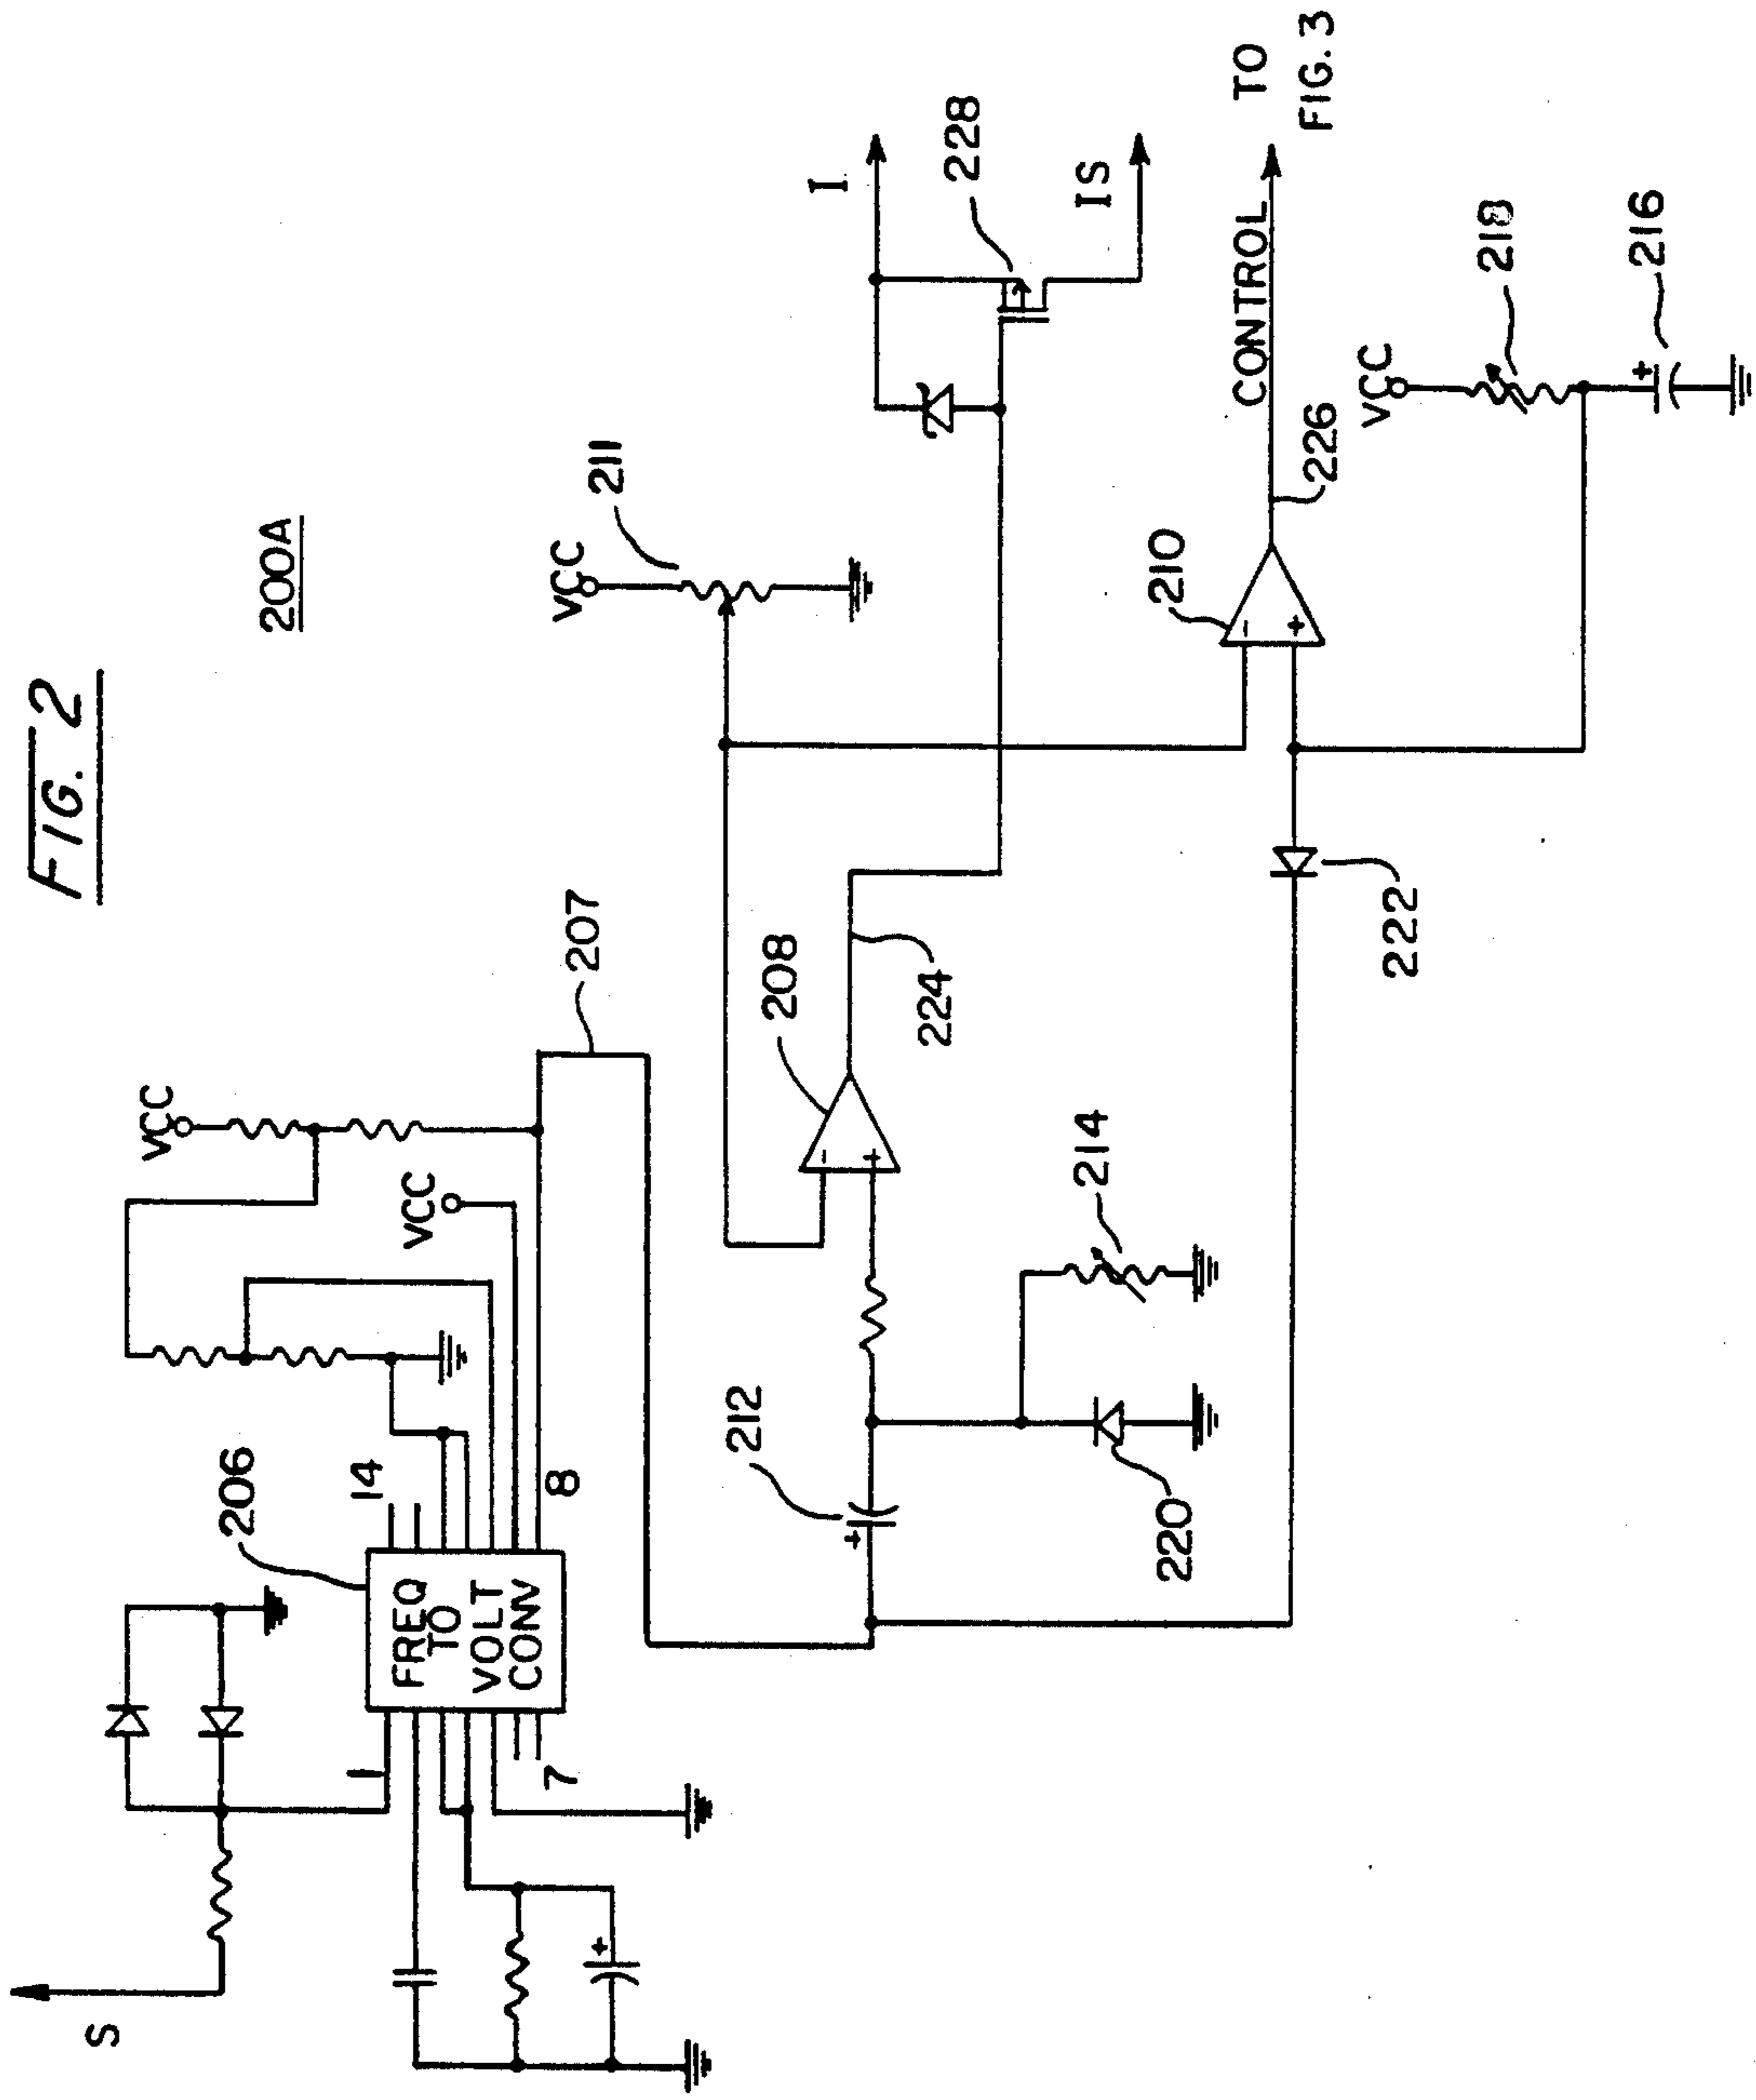 FIG. 2
200A
S
206
14
1
FREQ
TO
VOLT
CONV
7
8
VCC
VCC
207
VCC
211
208
224
212
214
220
222
210
226
I
228
IS
CONTROL
TO
FIG. 3
VCC
218
216
+
+
-
+
-
+
+